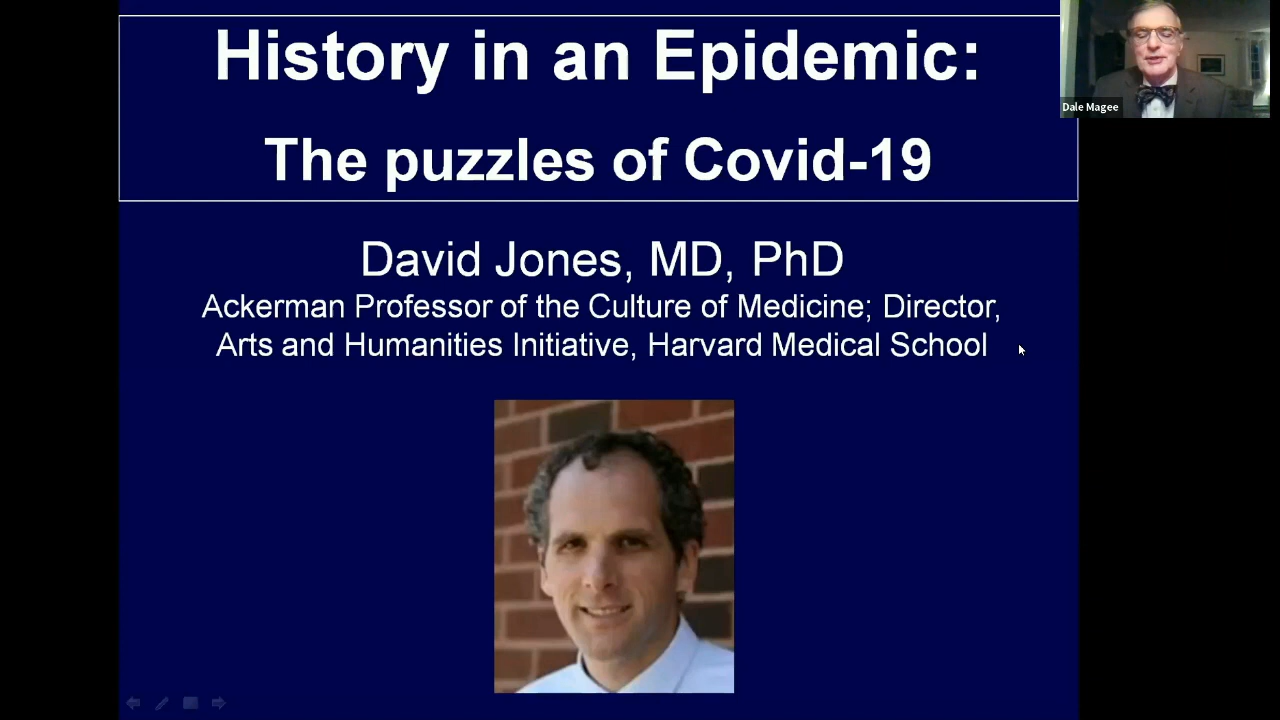 History in an Epidemic:
The puzzles of Covid-19
David Jones, MD, PhD
Ackerman Professor of the Culture of Medicine; Director,
Arts and Humanities Initiative, Harvard Medical School
Dale Magee